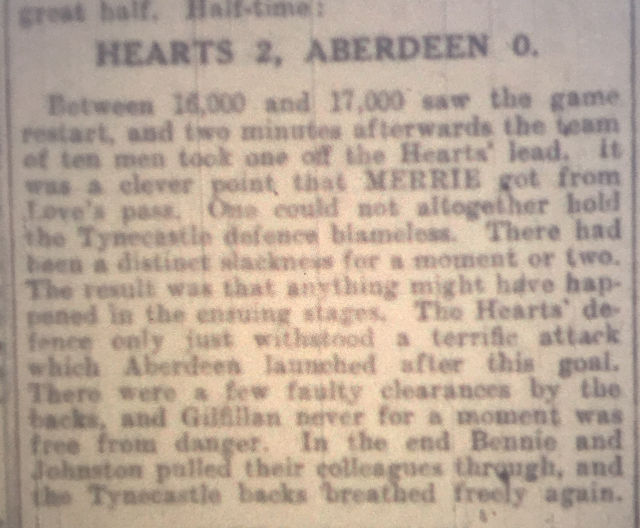 great half. Half-time:
HEARTS 2, ABERDEEN 0.
Between 16,000 and 17,000 saw the game
restart, and two minutes afterwards the team
of ten men took one off the Hearts' lead. It
was a clever point that MERRIE got from
Love's pass. One could not altogether hold
the Tynecastle defence blameless. There had
been a distinct slackness for a moment or two.
The result was that anything might have hap-
pened in the ensuing stages. The Hearts' de-
fence only just withstood a terrific attack
which Aberdeen launched after this goal.
There were a few faulty clearances by the
backs, and Gilfillan never for a moment was
free from danger. In the end Bennie and
Johnston pulled their colleagues through, and
the Tynecastle backs breathed freely again.